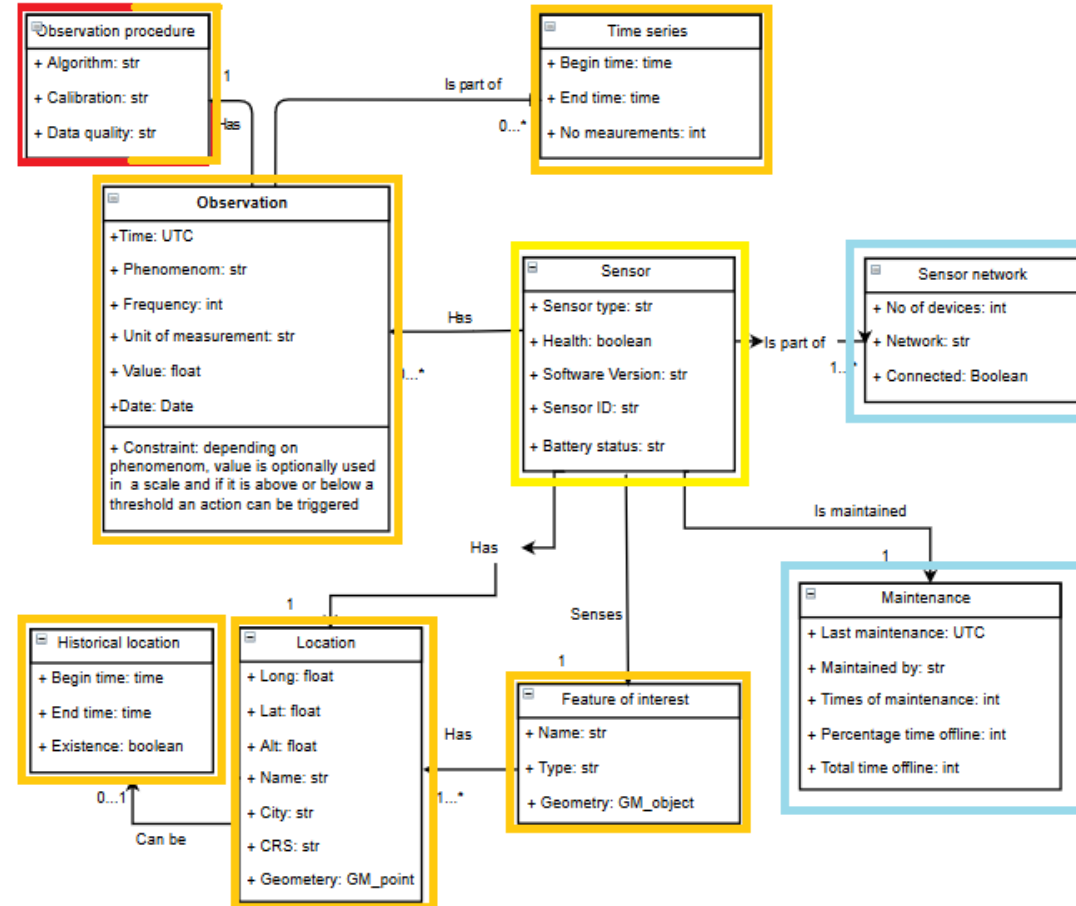 Observation procedure
+ Algorithm: str
+ Calibration: str
+ Data quality: str
1
Has
Is part of
0...*
Time series
+ Begin time: time
+ End time: time
+ No meaurements: int
Observation
+Time: UTC
+ Phenomenom: str
+ Frequency: int
+ Unit of measurement: str
+ Value: float
+Date: Date
+ Constraint: depending on
phenomenom, value is optionally used
in a scale and if it is above or below a
threshold an action can be triggered
Has
0...*
Sensor
+ Sensor type: str
+ Health: boolean
+ Software Version: str
+ Sensor ID: str
+ Battery status: str
Is part of
1...*
Sensor network
+ No of devices: int
+ Network: str
+ Connected: Boolean
Has
1
Senses
1
Is maintained
1
Maintenance
+ Last maintenance: UTC
+ Maintained by: str
+ Times of maintenance: int
+ Percentage time offline: int
+ Total time offline: int
Historical location
+ Begin time: time
+ End time: time
+ Existence: boolean
0...1
Can be
Location
+ Long: float
+ Lat: float
+ Alt: float
+ Name: str
+ City: str
+ CRS: str
+ Geometery: GM_point
Has
1...*
Feature of interest
+ Name: str
+ Type: str
+ Geometry: GM_object